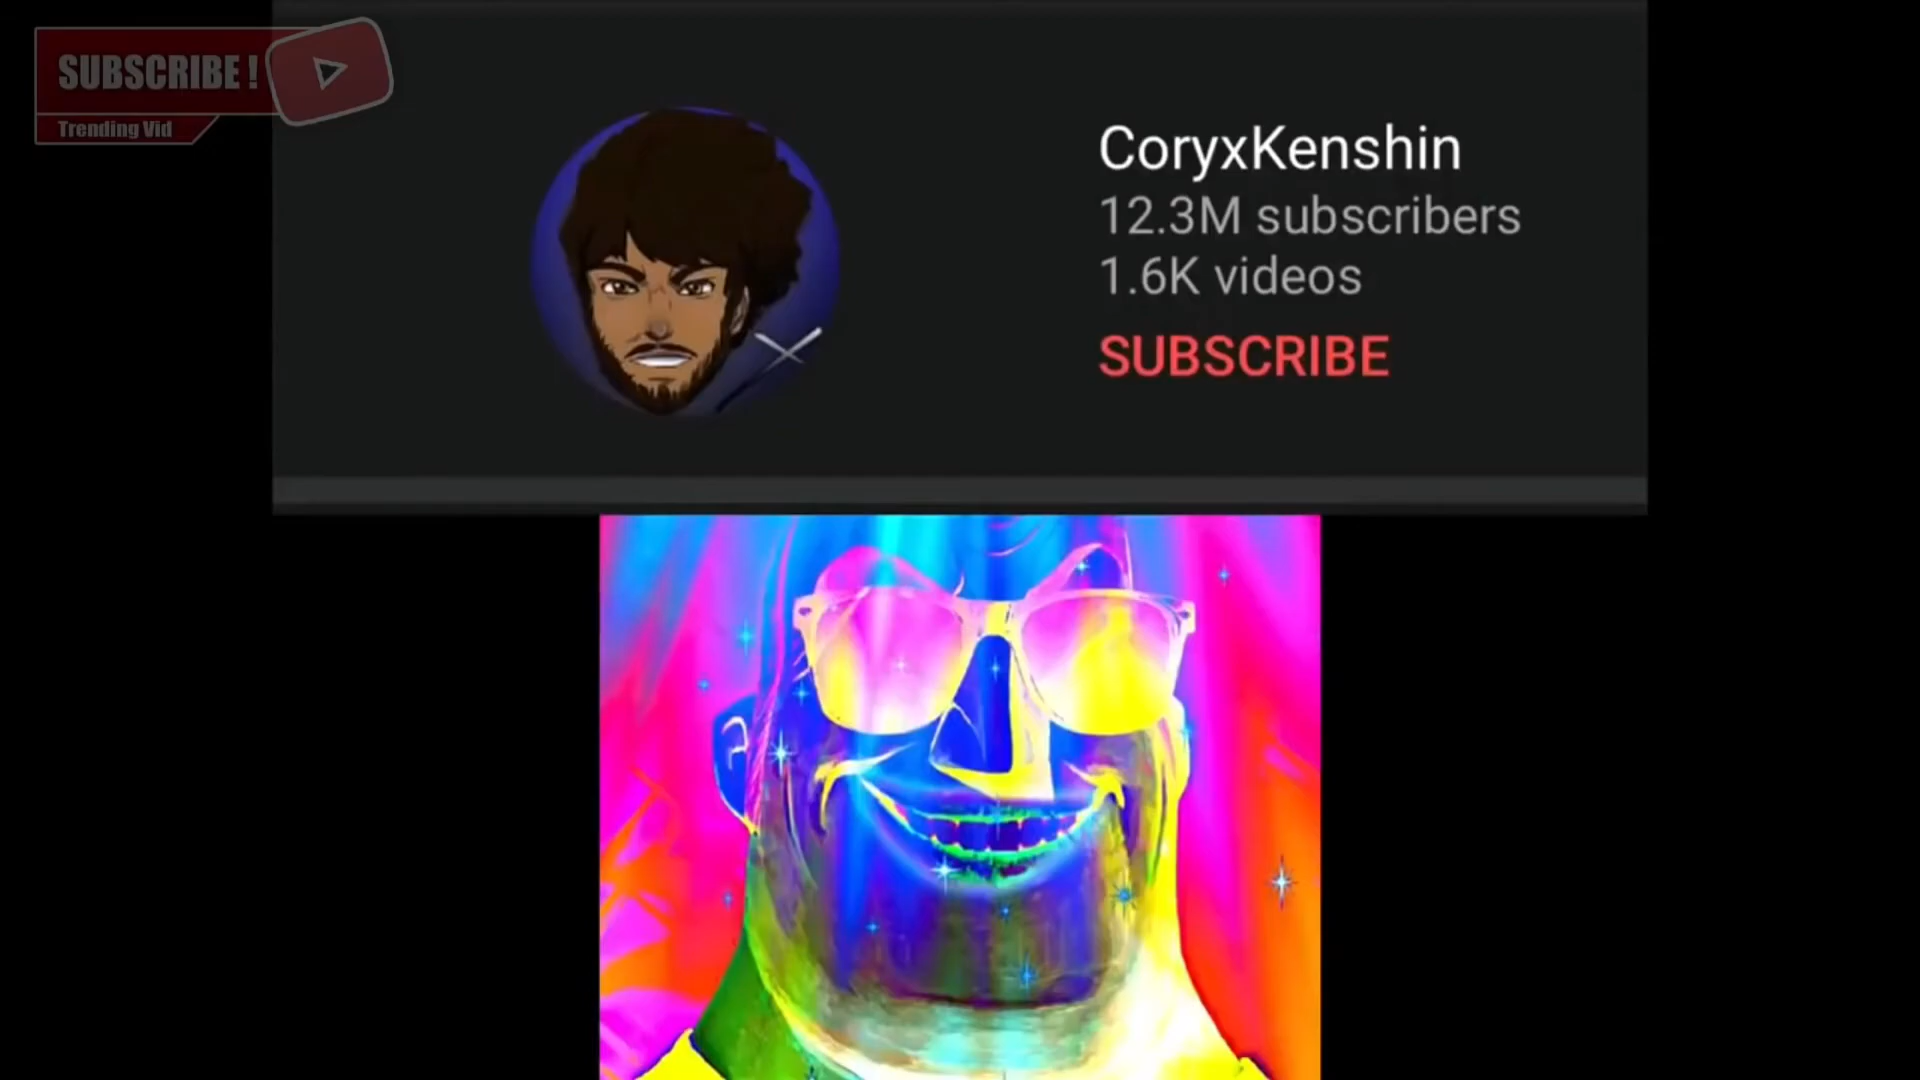 SUBSCRIBE !
Trending Vid
CoryxKenshin
12.3M subscribers
1.6K videos
SUBSCRIBE